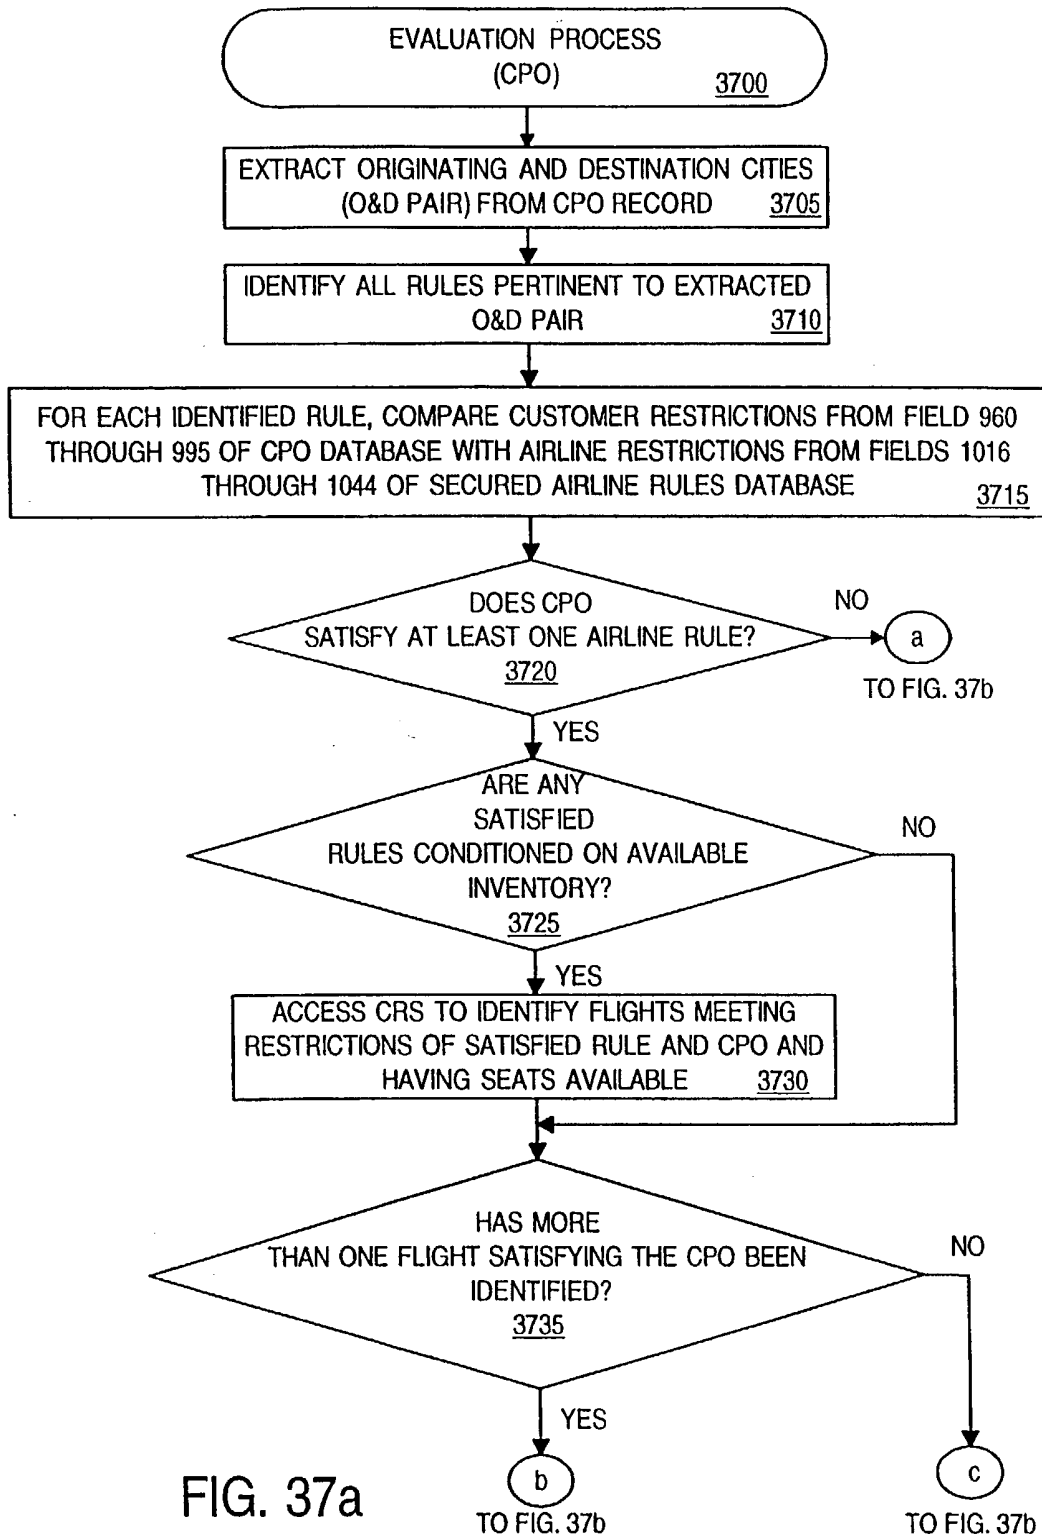 EVALUATION PROCESS
(CPO)
3700
EXTRACT ORIGINATING AND DESTINATION CITIES
(O&D PAIR) FROM CPO RECORD 3705
IDENTIFY ALL RULES PERTINENT TO EXTRACTED
O&D PAIR 3710
FOR EACH IDENTIFIED RULE, COMPARE CUSTOMER RESTRICTIONS FROM FIELD 960
THROUGH 995 OF CPO DATABASE WITH AIRLINE RESTRICTIONS FROM FIELDS 1016
THROUGH 1044 OF SECURED AIRLINE RULES DATABASE 3715
DOES CPO
SATISFY AT LEAST ONE AIRLINE RULE?
3720
NO
a
TO FIG. 37b
YES
ARE ANY
SATISFIED
RULES CONDITIONED ON AVAILABLE
INVENTORY?
3725
NO
YES
ACCESS CRS TO IDENTIFY FLIGHTS MEETING
RESTRICTIONS OF SATISFIED RULE AND CPO AND
HAVING SEATS AVAILABLE 3730
HAS MORE
THAN ONE FLIGHT SATISFYING THE CPO BEEN
IDENTIFIED?
3735
NO
YES
b
TO FIG. 37b
c
TO FIG. 37b
FIG. 37a